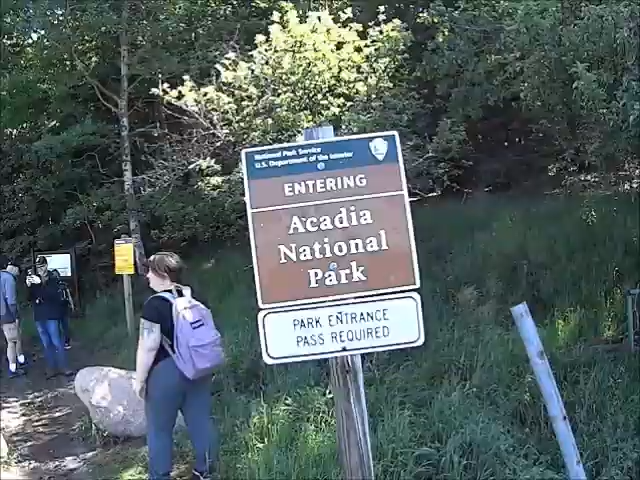 National Park Service
U.S. Department of the Interior
ENTERING
Acadia
National
Park
PARK ENTRANCE
PASS REQUIRED